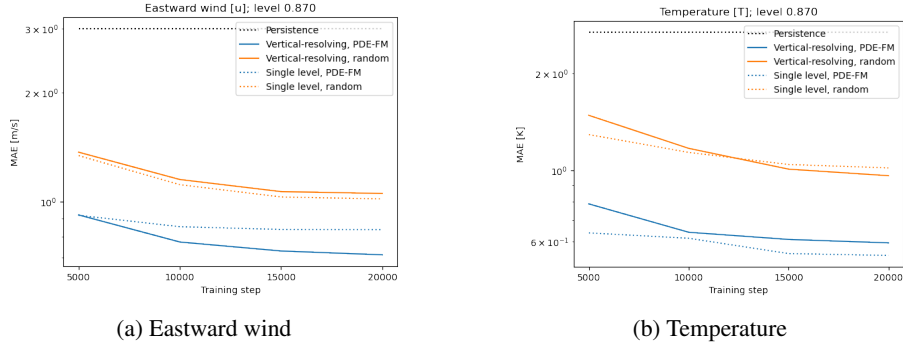 Eastward wind [u]; level 0.870
3 × 10⁰
2 × 10⁰
10⁰
MAE [m/s]
Persistence
Vertical-resolving, PDE-FM
Vertical-resolving, random
Single level, PDE-FM
Single level, random
5000 10000 15000 20000
Training step
(a) Eastward wind
Temperature [T]; level 0.870
2 × 10⁰
10⁰
6 × 10⁻¹
MAE [K]
Persistence
Vertical-resolving, PDE-FM
Vertical-resolving, random
Single level, PDE-FM
Single level, random
5000 10000 15000 20000
Training step
(b) Temperature